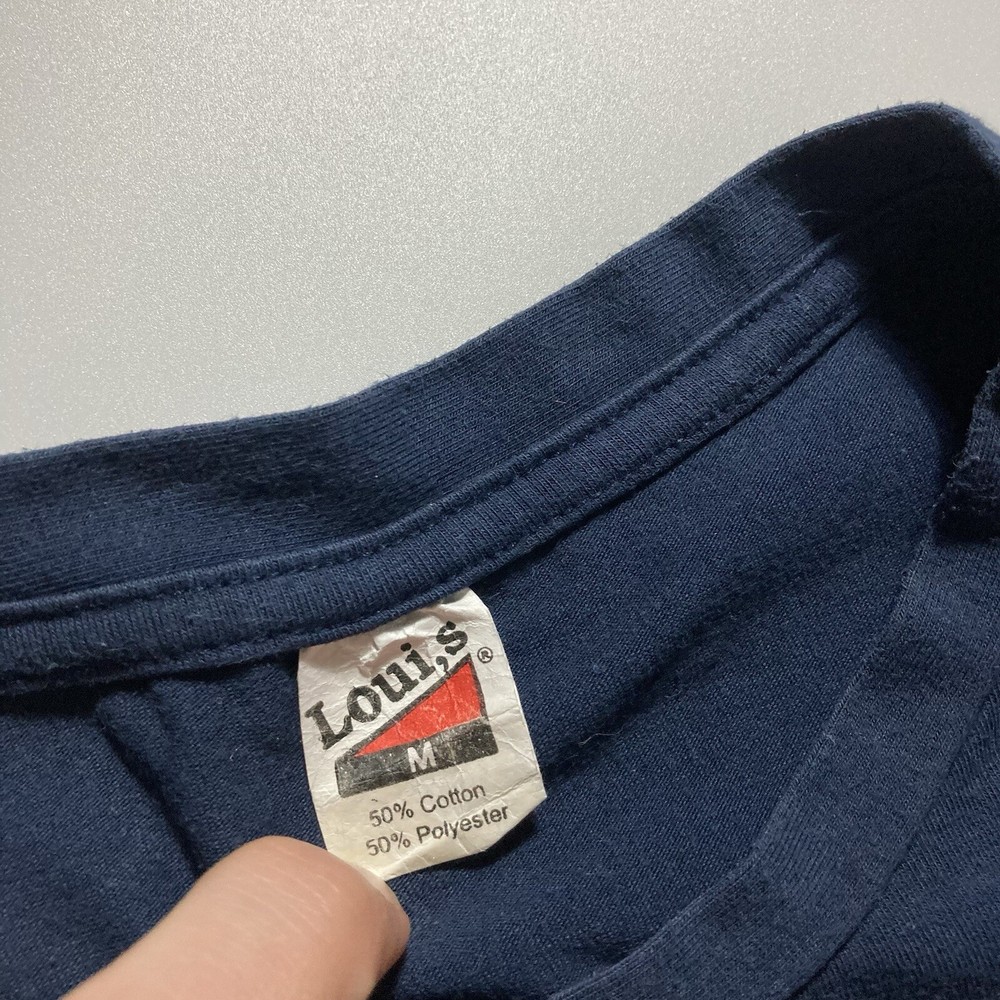 Loui,s
®
M
50% Cotton
50% Polyester